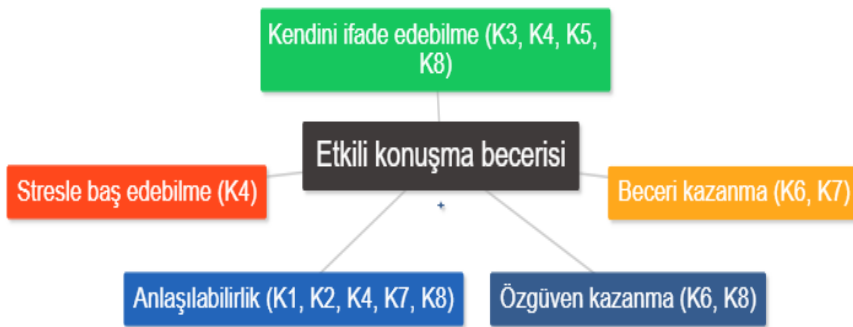 Kendini ifade edebilme (K3, K4, K5,
K8)
Etkili konuşma becerisi
Stresle baş edebilme (K4)
Beceri kazanma (K6, K7)
Anlaşılabilirlik (K1, K2, K4, K7, K8)
Özgüven kazanma (K6, K8)